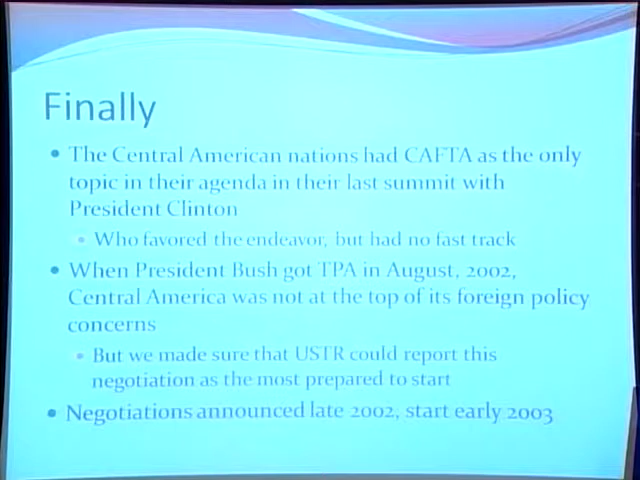 Finally
• The Central American nations had CAFTA as the only
topic in their agenda in their last summit with
President Clinton
• Who favored the endeavor, but had no fast track
• When President Bush got TPA in August, 2002,
Central America was not at the top of its foreign policy
concerns
• But we made sure that USTR could report this
negotiation as the most prepared to start
• Negotiations announced late 2002, start early 2003